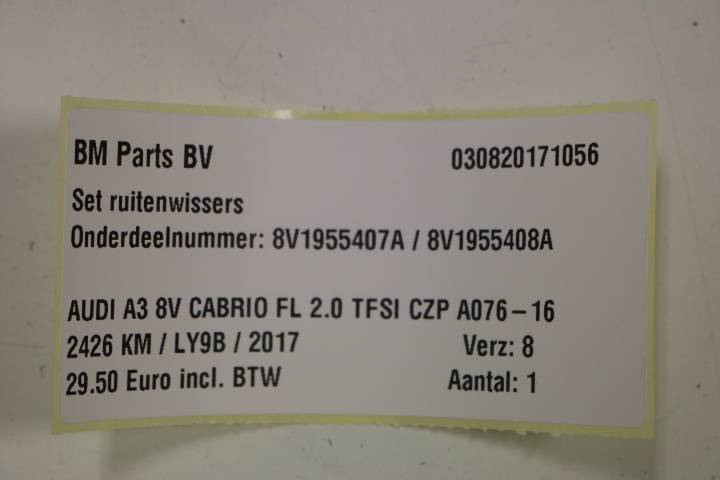 BM Parts BV 030820171056
Set ruitenwissers
Onderdeelnummer: 8V1955407A / 8V1955408A
AUDI A3 8V CABRIO FL 2.0 TFSI CZP A076-16
2426 KM / LY9B / 2017 Verz: 8
29.50 Euro incl. BTW Aantal: 1